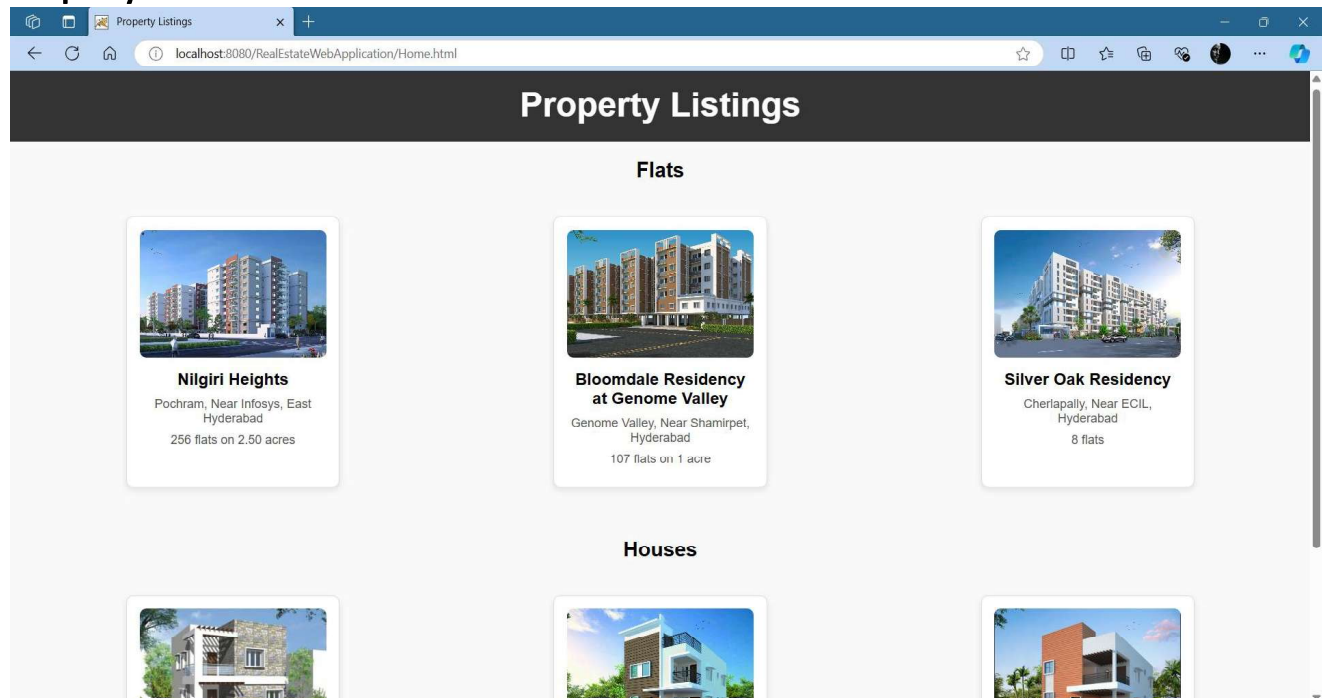 Property Listings
localhost:8080/RealEstateWebApplication/Home.html
Property Listings
Flats
Nilgiri Heights
Pochram, Near Infosys, East
Hyderabad
256 flats on 2.50 acres
Bloomdale Residency
at Genome Valley
Genome Valley, Near Shamirpet,
Hyderabad
107 flats on 1 acre
Silver Oak Residency
Cherlapally, Near ECIL,
Hyderabad
8 flats
Houses